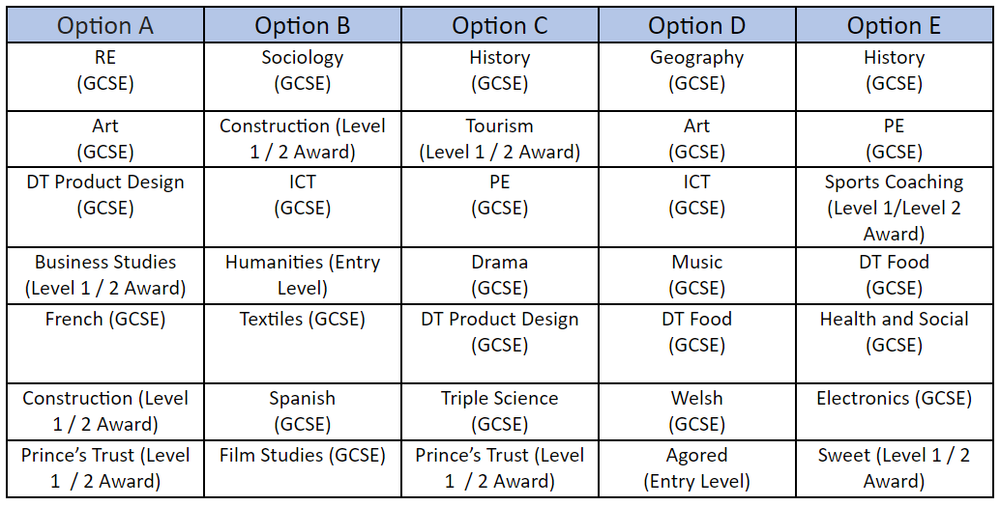 Option A Option B Option C Option D Option E
RE Sociology History Geography History
(GCSE) (GCSE) (GCSE) (GCSE) (GCSE)
Art Construction (Level Tourism Art PE
(GCSE) 1 / 2 Award) (Level 1 / 2 Award) (GCSE) (GCSE)
DT Product Design ICT PE ICT Sports Coaching
(GCSE) (GCSE) (GCSE) (GCSE) (Level 1/Level 2
Award)
Business Studies Humanities (Entry Drama Music DT Food
(Level 1 / 2 Award) Level) (GCSE) (GCSE) (GCSE)
French (GCSE) Textiles (GCSE) DT Product Design DT Food Health and Social
(GCSE) (GCSE) (GCSE)
Construction (Level Spanish Triple Science Welsh Electronics (GCSE)
1 / 2 Award) (GCSE) (GCSE) (GCSE)
Prince’s Trust (Level Film Studies (GCSE) Prince’s Trust (Level Agored Sweet (Level 1 / 2
1 / 2 Award) 1 / 2 Award) (Entry Level) Award)